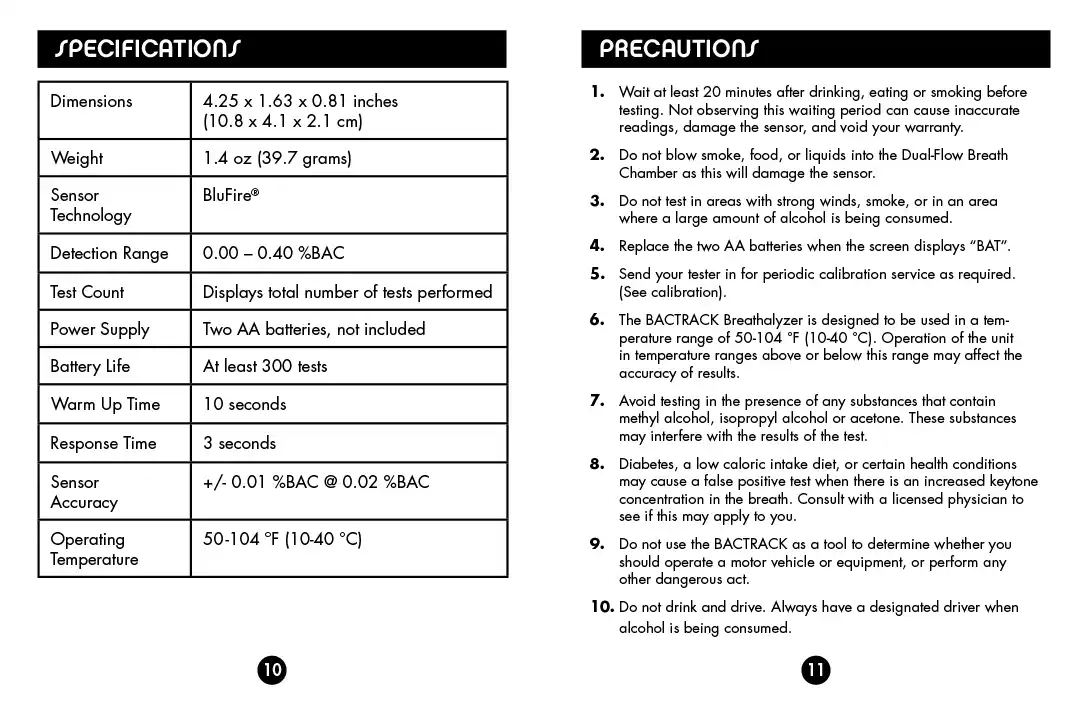 SPECIFICATIONS
Dimensions 4.25 x 1.63 x 0.81 inches
(10.8 x 4.1 x 2.1 cm)
Weight 1.4 oz (39.7 grams)
Sensor BluFire®
Technology
Detection Range 0.00 – 0.40 %BAC
Test Count Displays total number of tests performed
Power Supply Two AA batteries, not included
Battery Life At least 300 tests
Warm Up Time 10 seconds
Response Time 3 seconds
Sensor +/- 0.01 %BAC @ 0.02 %BAC
Accuracy
Operating 50-104 °F (10-40 °C)
Temperature
10
PRECAUTIONS
1. Wait at least 20 minutes after drinking, eating or smoking before
testing. Not observing this waiting period can cause inaccurate
readings, damage the sensor, and void your warranty.
2. Do not blow smoke, food, or liquids into the Dual-Flow Breath
Chamber as this will damage the sensor.
3. Do not test in areas with strong winds, smoke, or in an area
where a large amount of alcohol is being consumed.
4. Replace the two AA batteries when the screen displays “BAT”.
5. Send your tester in for periodic calibration service as required.
(See calibration).
6. The BACTRACK Breathalyzer is designed to be used in a tem-
perature range of 50-104 °F (10-40 °C). Operation of the unit
in temperature ranges above or below this range may affect the
accuracy of results.
7. Avoid testing in the presence of any substances that contain
methyl alcohol, isopropyl alcohol or acetone. These substances
may interfere with the results of the test.
8. Diabetes, a low caloric intake diet, or certain health conditions
may cause a false positive test when there is an increased keytone
concentration in the breath. Consult with a licensed physician to
see if this may apply to you.
9. Do not use the BACTRACK as a tool to determine whether you
should operate a motor vehicle or equipment, or perform any
other dangerous act.
10. Do not drink and drive. Always have a designated driver when
alcohol is being consumed.
11